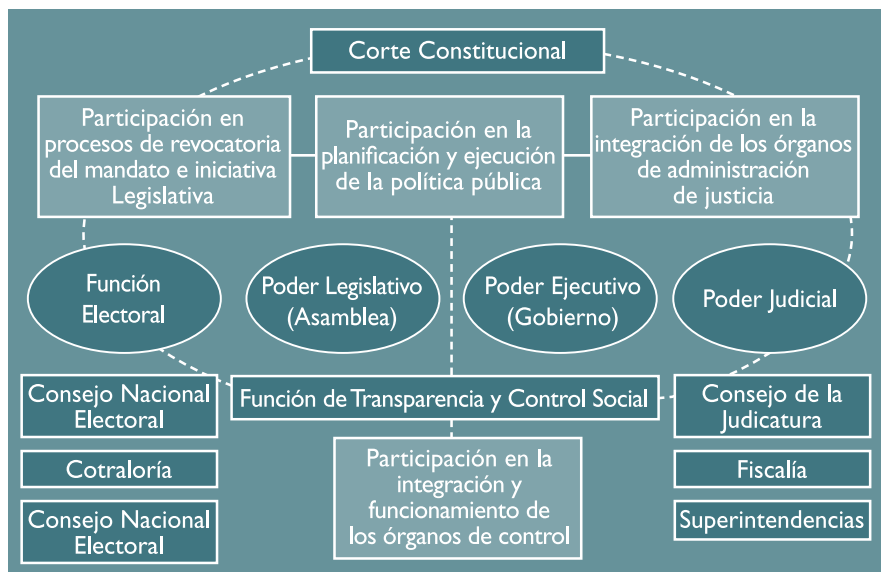 Corte Constitucional
Participación en
procesos de revocatoria
del mandato e iniciativa
Legislativa
Participación en la
planificación y ejecución
de la política pública
Participación en la
integración de los órganos
de administración
de justicia
Función
Electoral
Poder Legislativo
(Asamblea)
Poder Ejecutivo
(Gobierno)
Poder Judicial
Consejo Nacional
Electoral
Función de Transparencia y Control Social
Consejo de la
Judicatura
Cotraloría
Participación en la
integración y
funcionamiento de
los órganos de control
Fiscalía
Consejo Nacional
Electoral
Superintendencias